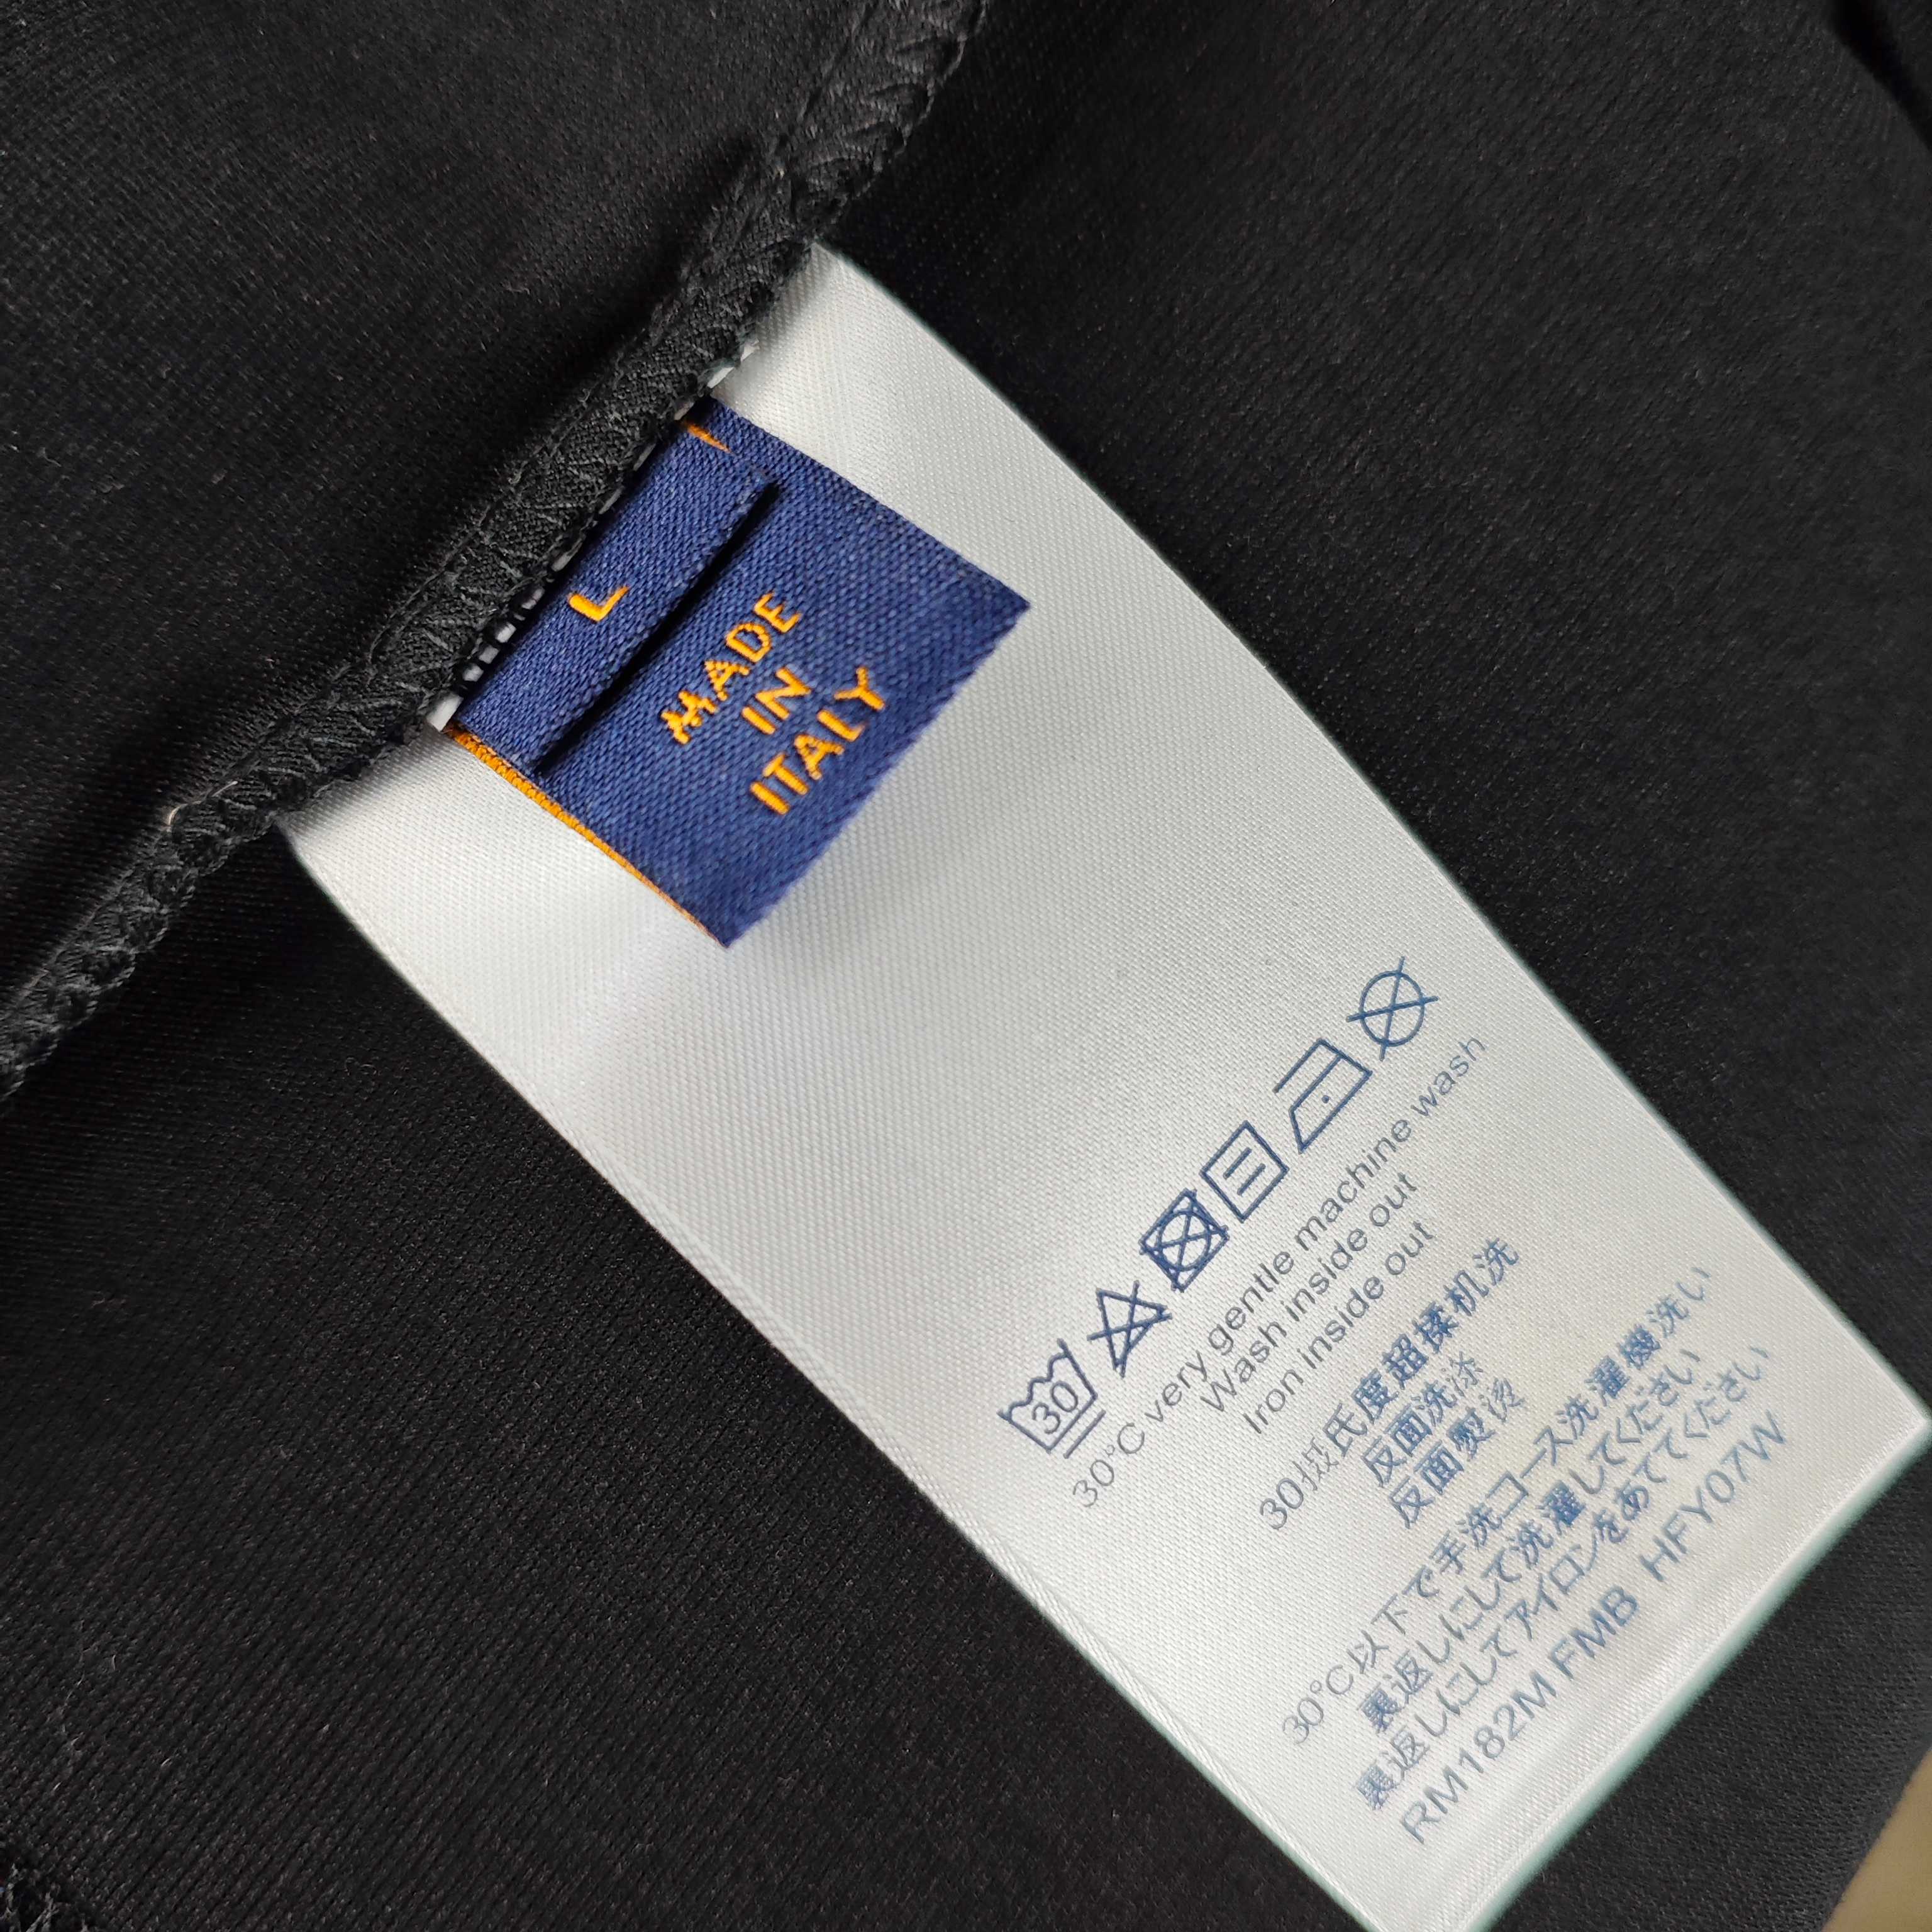 L
MADE
IN
ITALY
30
30°C very gentle machine wash
Wash inside out
Iron inside out
30摄氏度超揉机洗
反面洗涤
反面熨烫
30°C以下で手洗コース洗濯機洗い
裏返しにして洗濯してください
裏返しにしてアイロンをあててください
RM182M FMB HFY07W